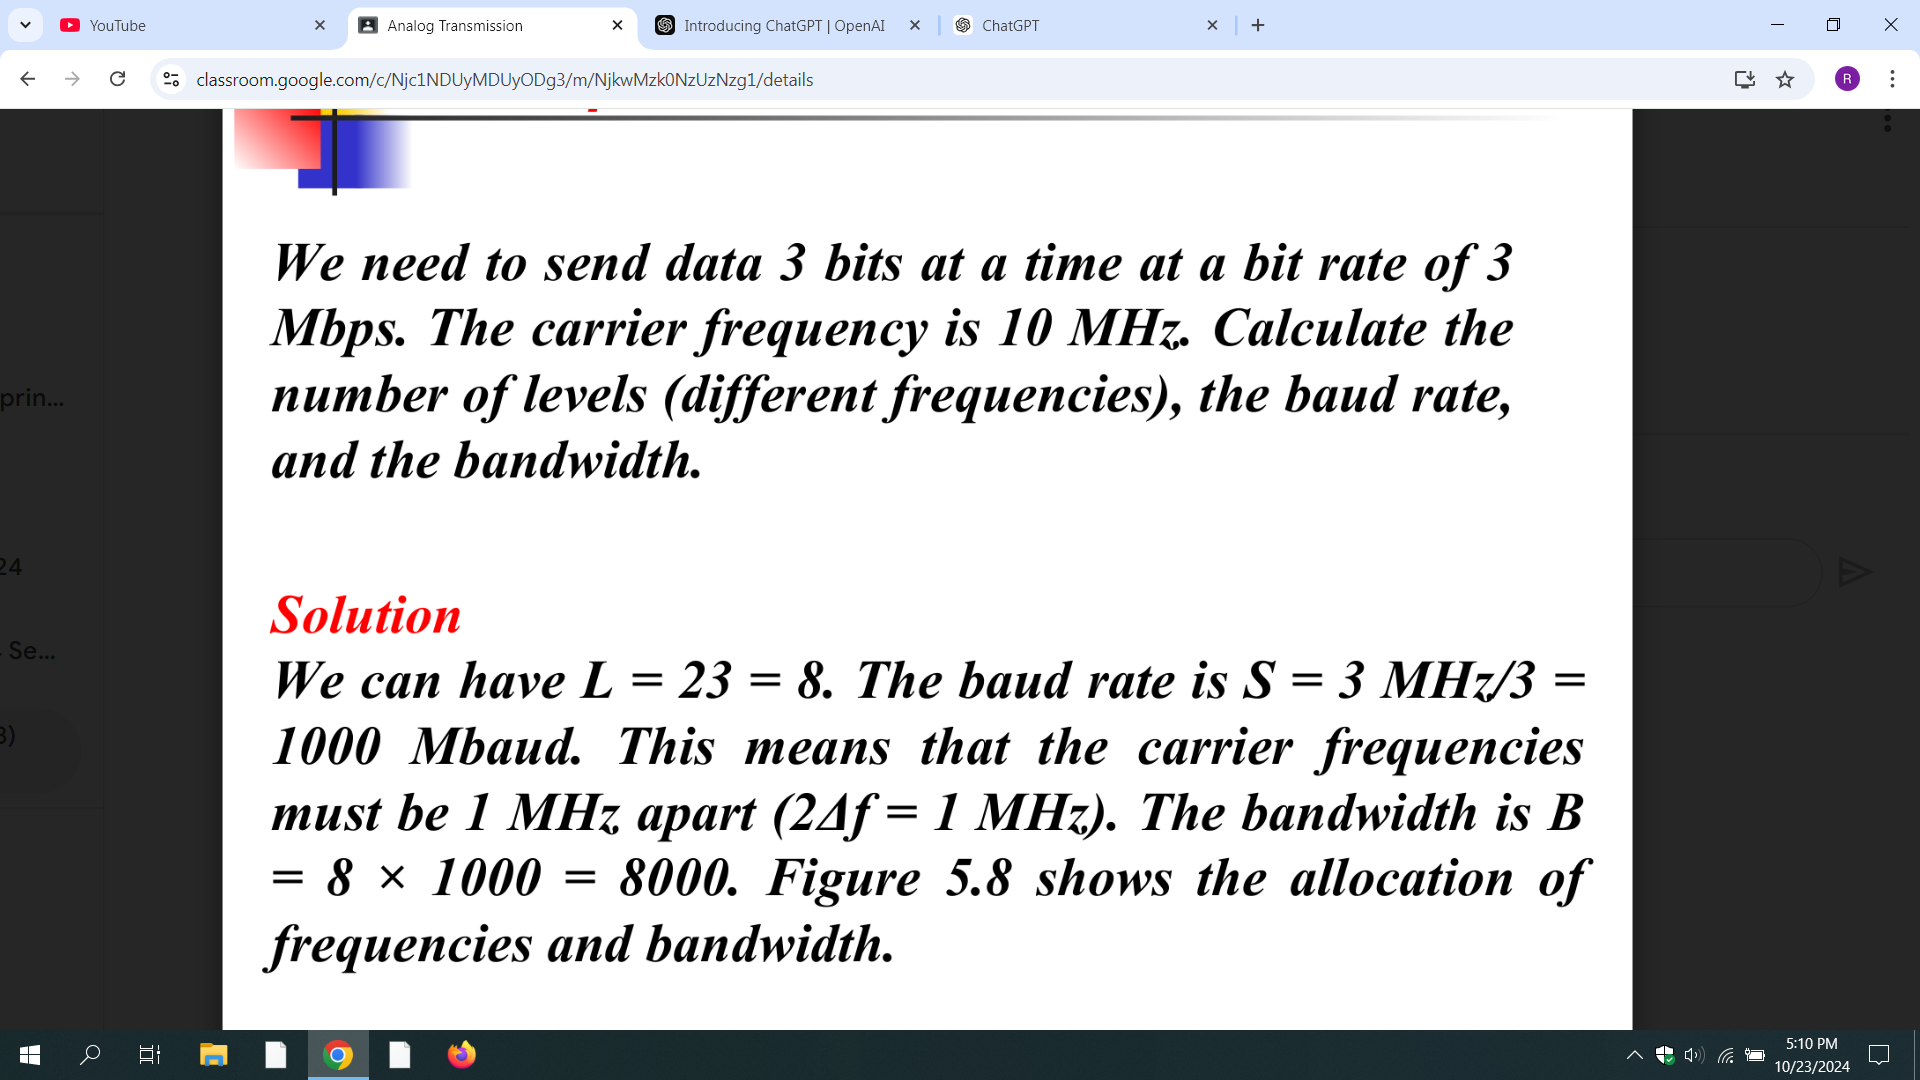 YouTube
Analog Transmission
Introducing ChatGPT | OpenAI
ChatGPT
classroom.google.com/c/Njc1NDUyMDUyODg3/m/NjkwMzk0NzUzNzg1/details
R
We need to send data 3 bits at a time at a bit rate of 3
Mbps. The carrier frequency is 10 MHz. Calculate the
number of levels (different frequencies), the baud rate,
and the bandwidth.
prin...
24
Solution
Se...
We can have L = 23 = 8. The baud rate is S = 3 MHz/3 =
3)
1000 Mbaud. This means that the carrier frequencies
must be 1 MHz apart (2Δf = 1 MHz). The bandwidth is B
= 8 × 1000 = 8000. Figure 5.8 shows the allocation of
frequencies and bandwidth.
5:10 PM
10/23/2024